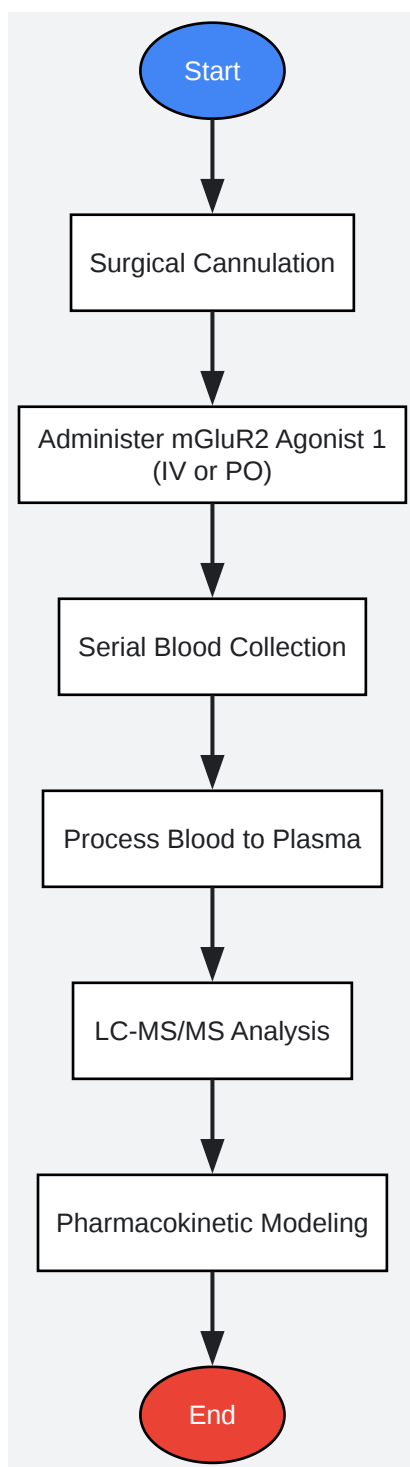 Start
Surgical Cannulation
Administer mGluR2 Agonist 1
(IV or PO)
Serial Blood Collection
Process Blood to Plasma
LC-MS/MS Analysis
Pharmacokinetic Modeling
End